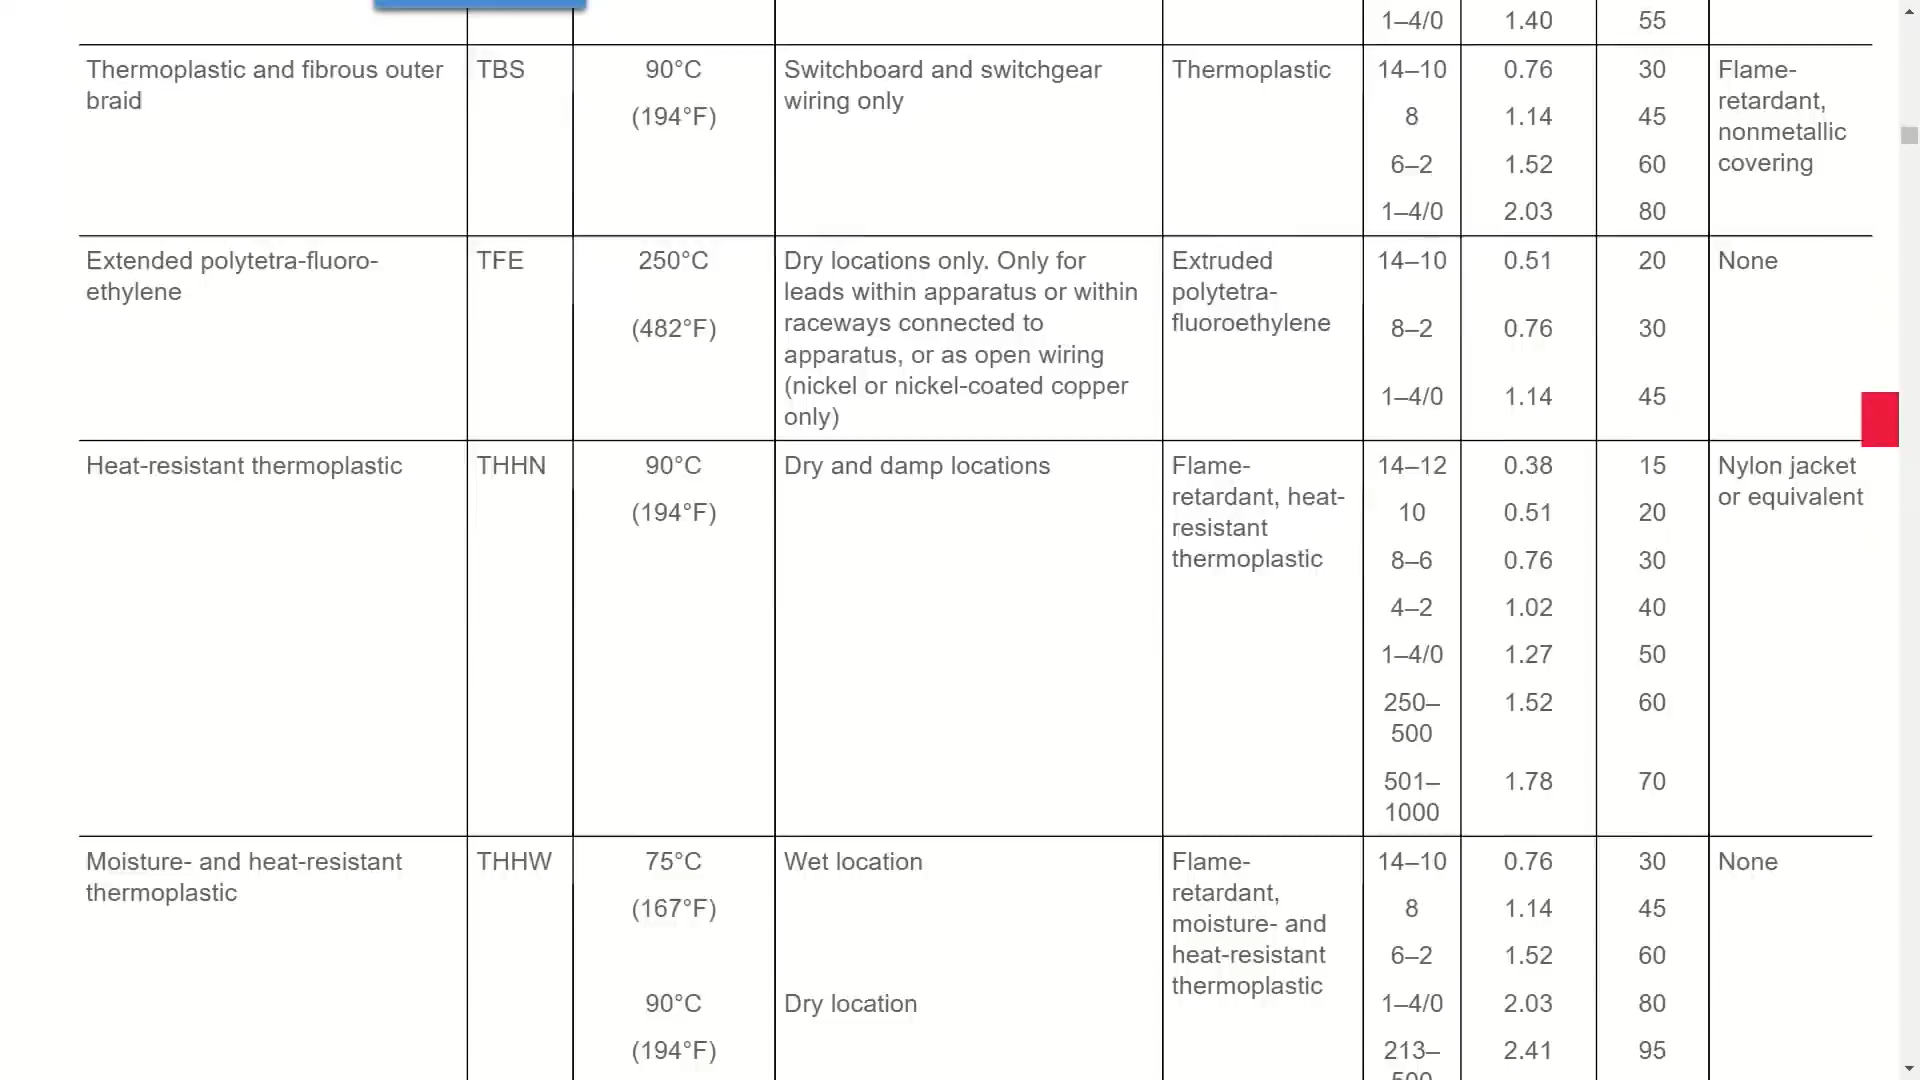 1–4/0 1.40 55
Thermoplastic and fibrous outer TBS 90°C Switchboard and switchgear Thermoplastic 14–10 0.76 30 Flame-
braid wiring only retardant,
(194°F) 8 1.14 45 nonmetallic
6–2 1.52 60 covering
1–4/0 2.03 80
Extended polytetra-fluoro- TFE 250°C Dry locations only. Only for Extruded 14–10 0.51 20 None
ethylene leads within apparatus or within polytetra-
(482°F) raceways connected to fluoroethylene 8–2 0.76 30
apparatus, or as open wiring
(nickel or nickel-coated copper 1–4/0 1.14 45
only)
Heat-resistant thermoplastic THHN 90°C Dry and damp locations Flame- 14–12 0.38 15 Nylon jacket
(194°F) retardant, heat- 10 0.51 20 or equivalent
resistant
thermoplastic 8–6 0.76 30
4–2 1.02 40
1–4/0 1.27 50
250– 1.52 60
500
501– 1.78 70
1000
Moisture- and heat-resistant THHW 75°C Wet location Flame- 14–10 0.76 30 None
thermoplastic retardant,
(167°F) moisture- and 8 1.14 45
heat-resistant 6–2 1.52 60
thermoplastic
90°C Dry location 1–4/0 2.03 80
(194°F) 213– 2.41 95
500